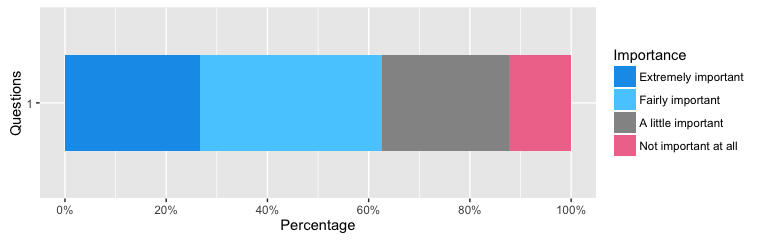 Questions
1
0%
20%
40%
60%
80%
100%
Percentage
Importance
Extremely important
Fairly important
A little important
Not important at all